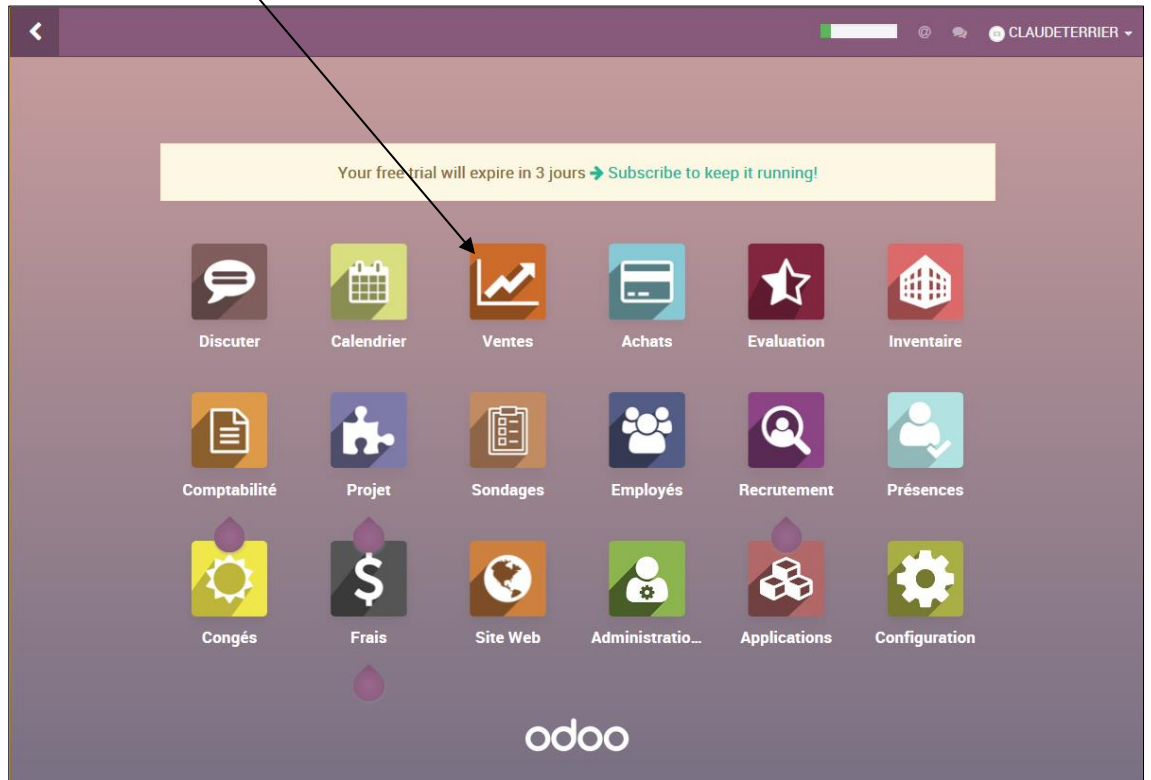 @ CLAUDETERRIER
Your free trial will expire in 3 jours → Subscribe to keep it running!
Discuter Calendrier Ventes Achats Evaluation Inventaire
Comptabilité Projet Sondages Employés Recrutement Présences
Congés Frais Site Web Administratio... Applications Configuration
odoo